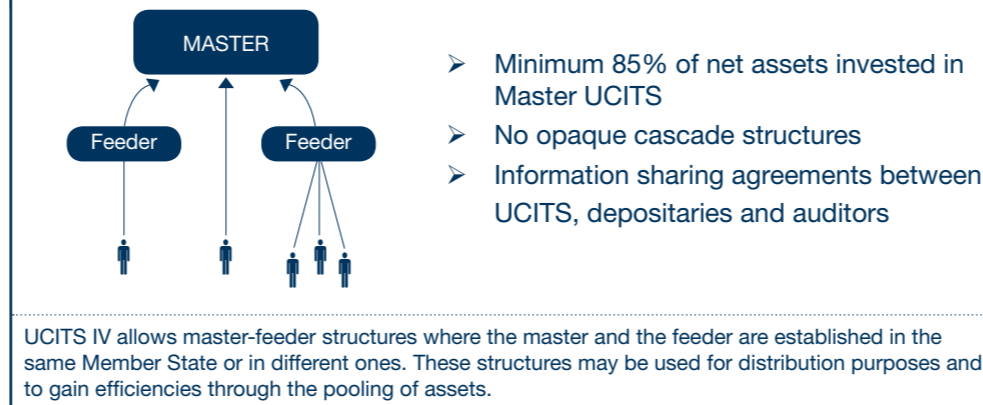 MASTER
Feeder
Feeder
➢ Minimum 85% of net assets invested in
Master UCITS
➢ No opaque cascade structures
➢ Information sharing agreements between
UCITS, depositaries and auditors
UCITS IV allows master-feeder structures where the master and the feeder are established in the
same Member State or in different ones. These structures may be used for distribution purposes and
to gain efficiencies through the pooling of assets.